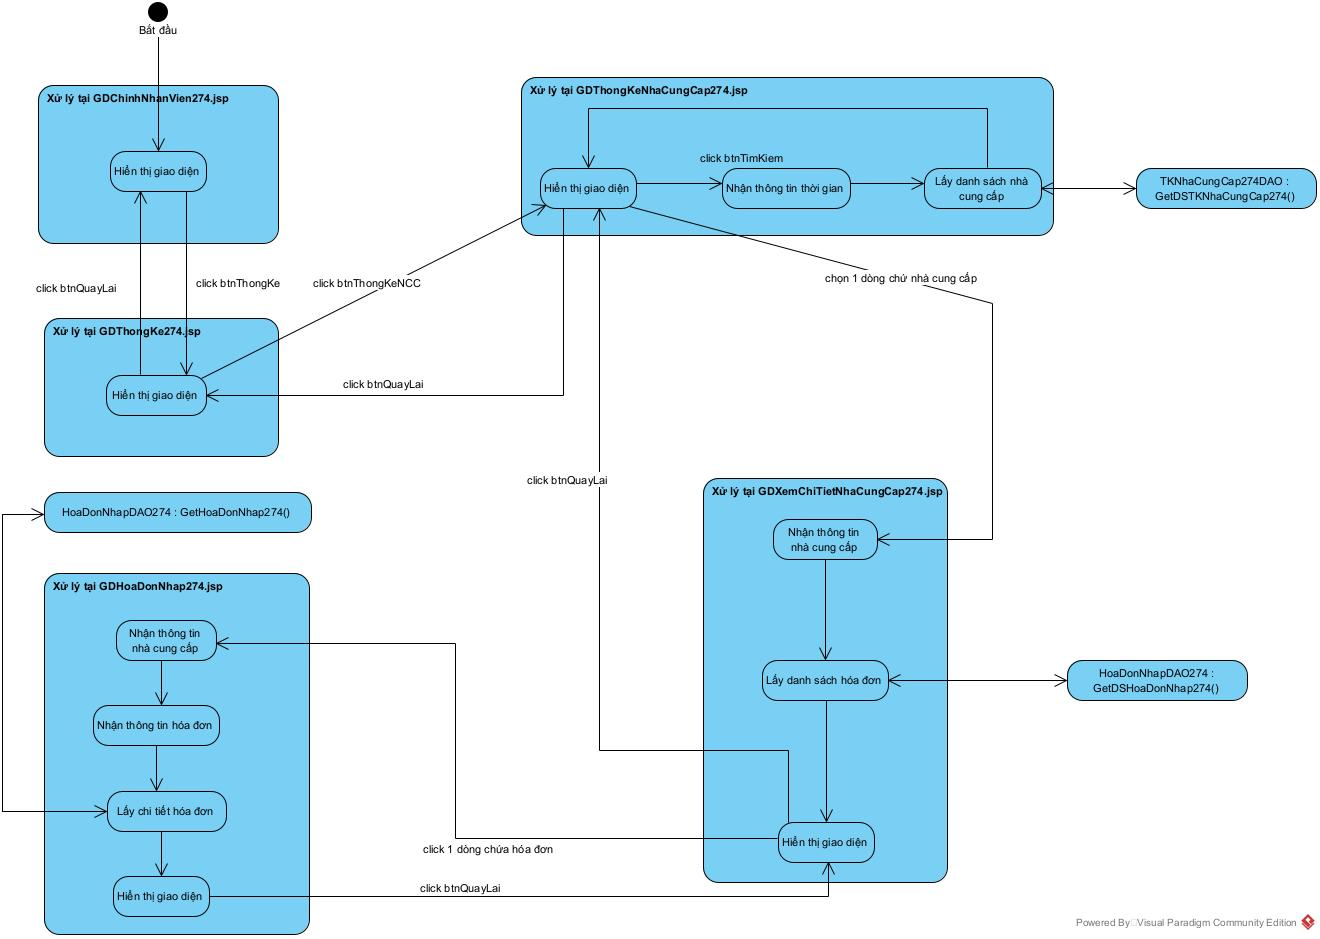 Bắt đầu
Xử lý tại GDChinhNhanVien274.jsp
Hiển thị giao diện
click btnQuayLai
click btnThongKe
Xử lý tại GDThongKe274.jsp
Hiển thị giao diện
click btnThongKeNCC
click btnQuayLai
Xử lý tại GDThongKeNhaCungCap274.jsp
Hiển thị giao diện
click btnTimKiem
Nhận thông tin thời gian
Lấy danh sách nhà
cung cấp
TKNhaCungCap274DAO :
GetDSTKNhaCungCap274()
chọn 1 dòng chứ nhà cung cấp
click btnQuayLai
Xử lý tại GDXemChiTietNhaCungCap274.jsp
Nhận thông tin
nhà cung cấp
Lấy danh sách hóa đơn
HoaDonNhapDAO274 :
GetDSHoaDonNhap274()
Hiển thị giao diện
HoaDonNhapDAO274 : GetHoaDonNhap274()
Xử lý tại GDHoaDonNhap274.jsp
Nhận thông tin
nhà cung cấp
Nhận thông tin hóa đơn
Lấy chi tiết hóa đơn
Hiển thị giao diện
click 1 dòng chứa hóa đơn
click btnQuayLai
Powered By Visual Paradigm Community Edition